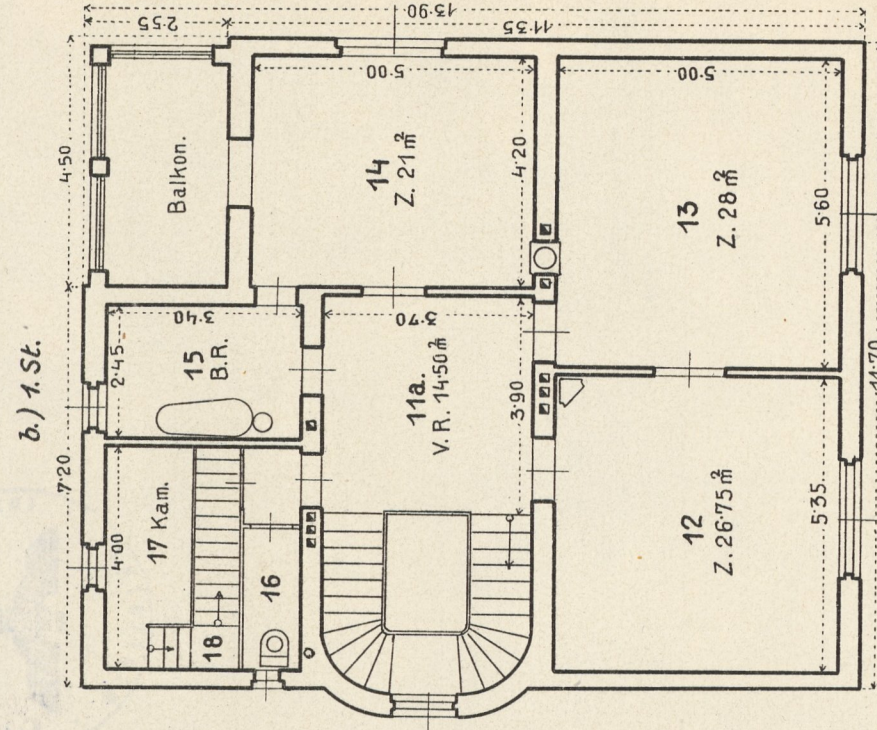 b.) 1. St.
13·90
2·55
11·35
4·50
7·20
11·70
Balkon.
5·00
14
Z. 21 m²
4·20
5·00
13
Z. 28 m²
5·60
3·40
2·45
15
B.R.
3·70
11a.
V. R. 14·50 m²
3·90
17 Kam.
4·00
16
18
12
Z. 26·75 m²
5·35